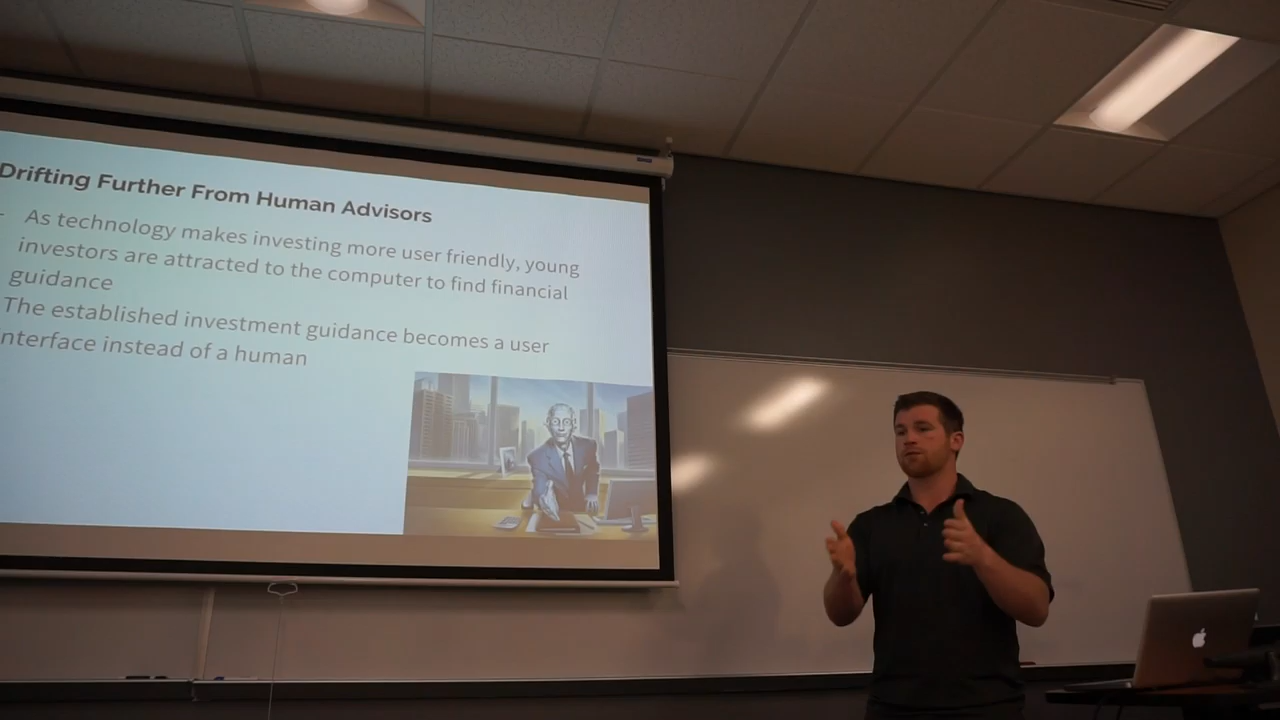 Drifting Further From Human Advisors
- As technology makes investing more user friendly, young
investors are attracted to the computer to find financial
guidance
The established investment guidance becomes a user
interface instead of a human